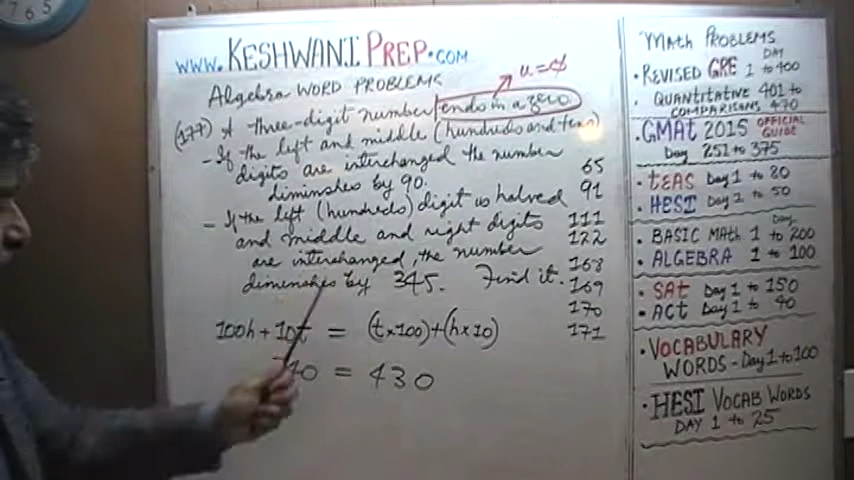 7 6 5
www.KESHWANIPREP.com
Algebra WORD PROBLEMS u=∅
(177) A three-digit number ends in a zero
- If the left and middle (hundreds and tens)
digits are interchanged the number
diminshes by 90.
- If the left (hundreds) digit is halved
and middle and right digits
are interchanged, the number
diminshes by 345. Find it.
100h + 10t = (t×100)+(h×10)
40 = 430
65
91
111
122
168
169
170
171
Math PROBLEMS
DAY
• REVISED GRE 1 to 400
• QUANTITATIVE 401 to
COMPARISONS 470
• GMAT 2015 OFFICIAL
GUIDE
Day 251 to 375
• TEAS Day 1 to 80
• HESI Day 1 to 50
Day
• BASIC Math 1 to 200
• ALGEBRA 1 to 100
• SAt Day 1 to 150
• ACT Day 1 to 40
• VOCABULARY
WORDS - Day 1 to 100
• HESI VOCAB WORDS
DAY 1 to 25